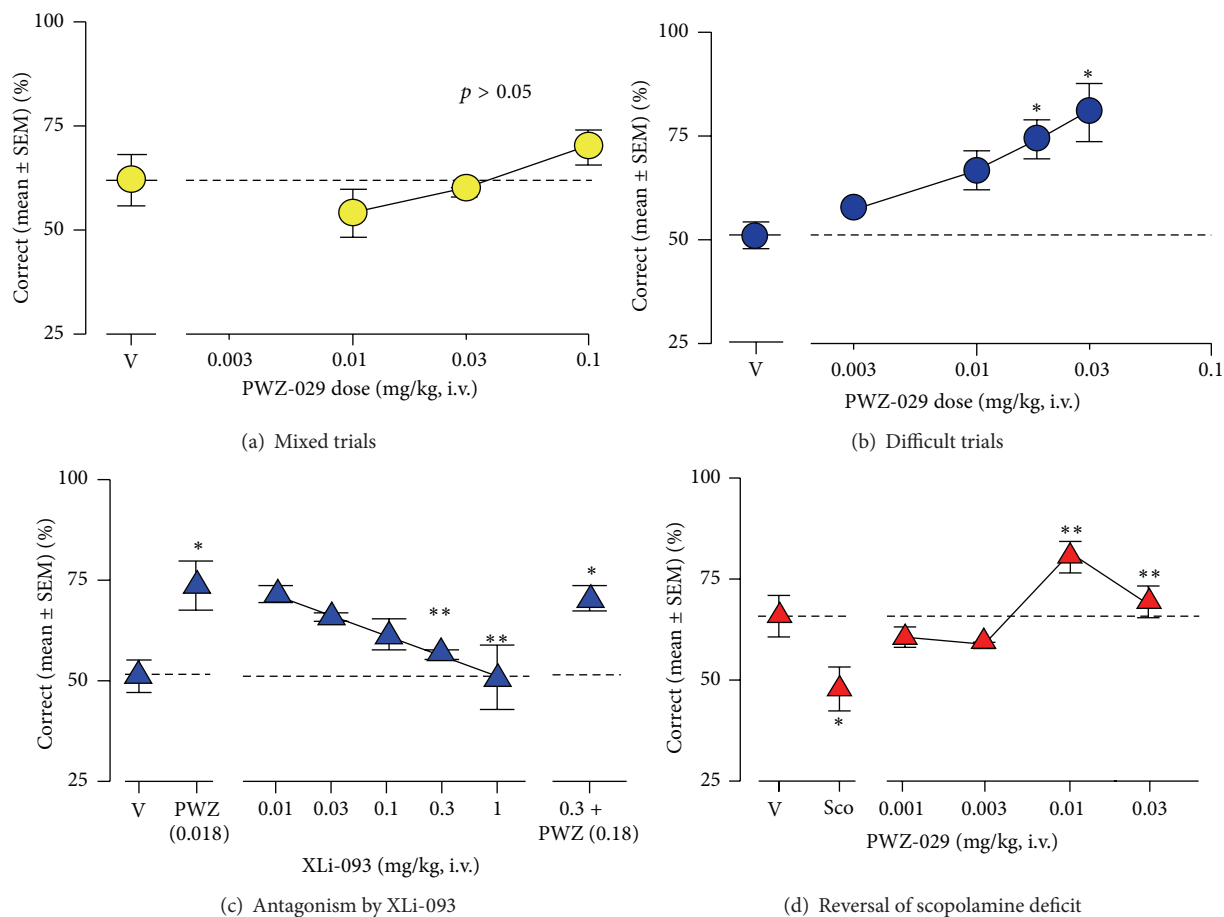 100
75
50
25
Correct (mean ± SEM) (%)
p > 0.05
V
0.003
0.01
0.03
0.1
PWZ-029 dose (mg/kg, i.v.)
(a) Mixed trials
100
75
50
25
Correct (mean ± SEM) (%)
*
*
V
0.003
0.01
0.03
0.1
PWZ-029 dose (mg/kg, i.v.)
(b) Difficult trials
100
75
50
25
Correct (mean ± SEM) (%)
*
**
**
*
V
PWZ
(0.018)
0.01
0.03
0.1
0.3
1
0.3 +
PWZ (0.18)
XLi-093 (mg/kg, i.v.)
(c) Antagonism by XLi-093
100
75
50
25
Correct (mean ± SEM) (%)
*
**
**
V
Sco
0.001
0.003
0.01
0.03
PWZ-029 (mg/kg, i.v.)
(d) Reversal of scopolamine deficit